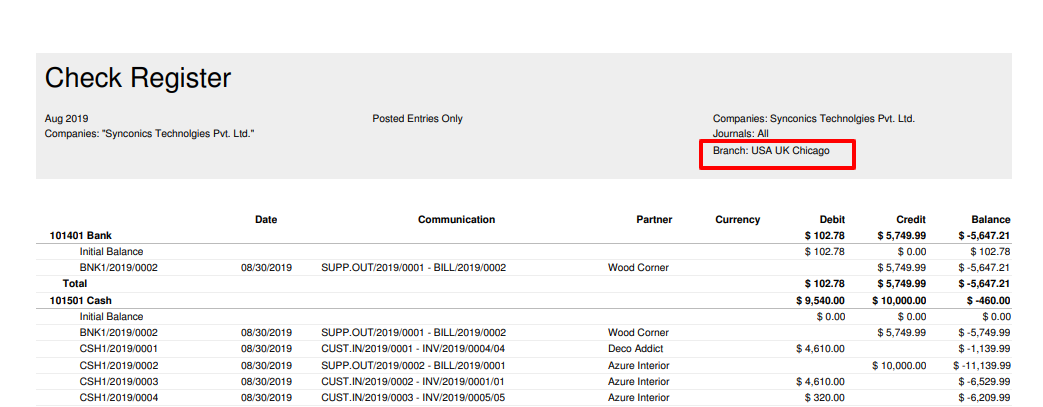 Check Register
Aug 2019 Posted Entries Only Companies: Synconics Technolgies Pvt. Ltd.
Companies: "Synconics Technolgies Pvt. Ltd." Journals: All
Branch: USA UK Chicago
Date Communication Partner Currency Debit Credit Balance
101401 Bank $ 102.78 $ 5,749.99 $ -5,647.21
Initial Balance $ 102.78 $ 0.00 $ 102.78
BNK1/2019/0002 08/30/2019 SUPP.OUT/2019/0001 - BILL/2019/0002 Wood Corner $ 5,749.99 $ -5,647.21
Total $ 102.78 $ 5,749.99 $ -5,647.21
101501 Cash $ 9,540.00 $ 10,000.00 $ -460.00
Initial Balance $ 0.00 $ 0.00 $ 0.00
BNK1/2019/0002 08/30/2019 SUPP.OUT/2019/0001 - BILL/2019/0002 Wood Corner $ 5,749.99 $ -5,749.99
CSH1/2019/0001 08/30/2019 CUST.IN/2019/0001 - INV/2019/0004/04 Deco Addict $ 4,610.00 $ -1,139.99
CSH1/2019/0002 08/30/2019 SUPP.OUT/2019/0002 - BILL/2019/0001 Azure Interior $ 10,000.00 $ -11,139.99
CSH1/2019/0003 08/30/2019 CUST.IN/2019/0002 - INV/2019/0001/01 Azure Interior $ 4,610.00 $ -6,529.99
CSH1/2019/0004 08/30/2019 CUST.IN/2019/0003 - INV/2019/0005/05 Azure Interior $ 320.00 $ -6,209.99